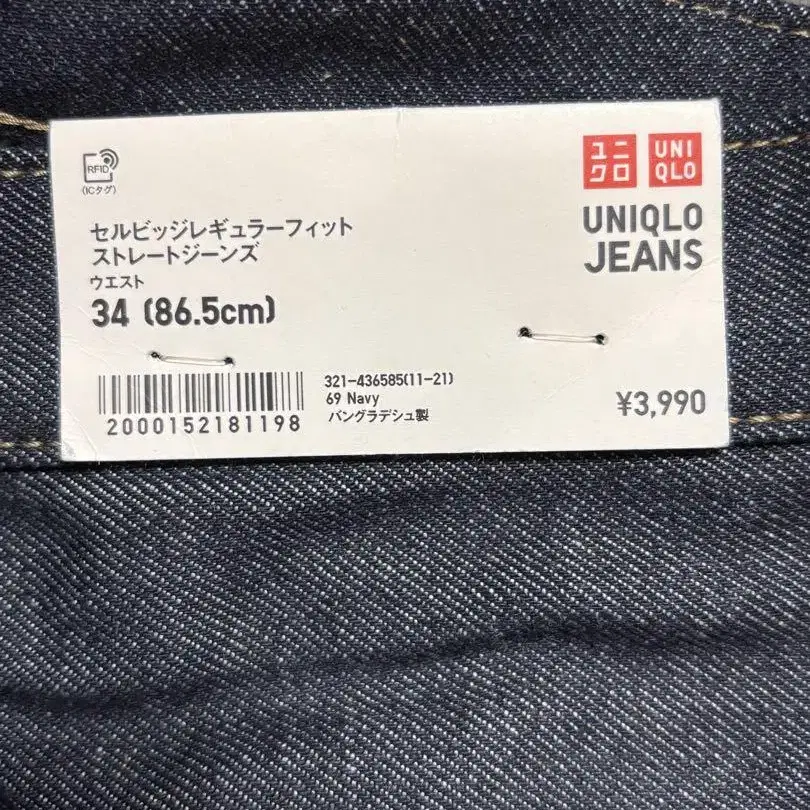 RFID
(ICタグ)
ユニ
クロ
UNI
QLO
UNIQLO
JEANS
セルビッジレギュラーフィット
ストレートジーンズ
ウエスト
34 (86.5cm)
2000152181198
321-436585(11-21)
69 Navy
バングラデシュ製
¥3,990